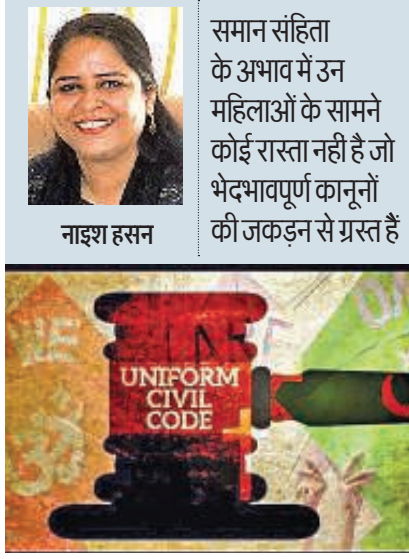 समान संहिता
के अभाव में उन
महिलाओं के सामने
कोई रास्ता नही है जो
भेदभावपूर्ण कानूनों
की जकड़न से ग्रस्त हैं
नाइश हसन
UNIFORM
CIVIL
CODE
ॐ